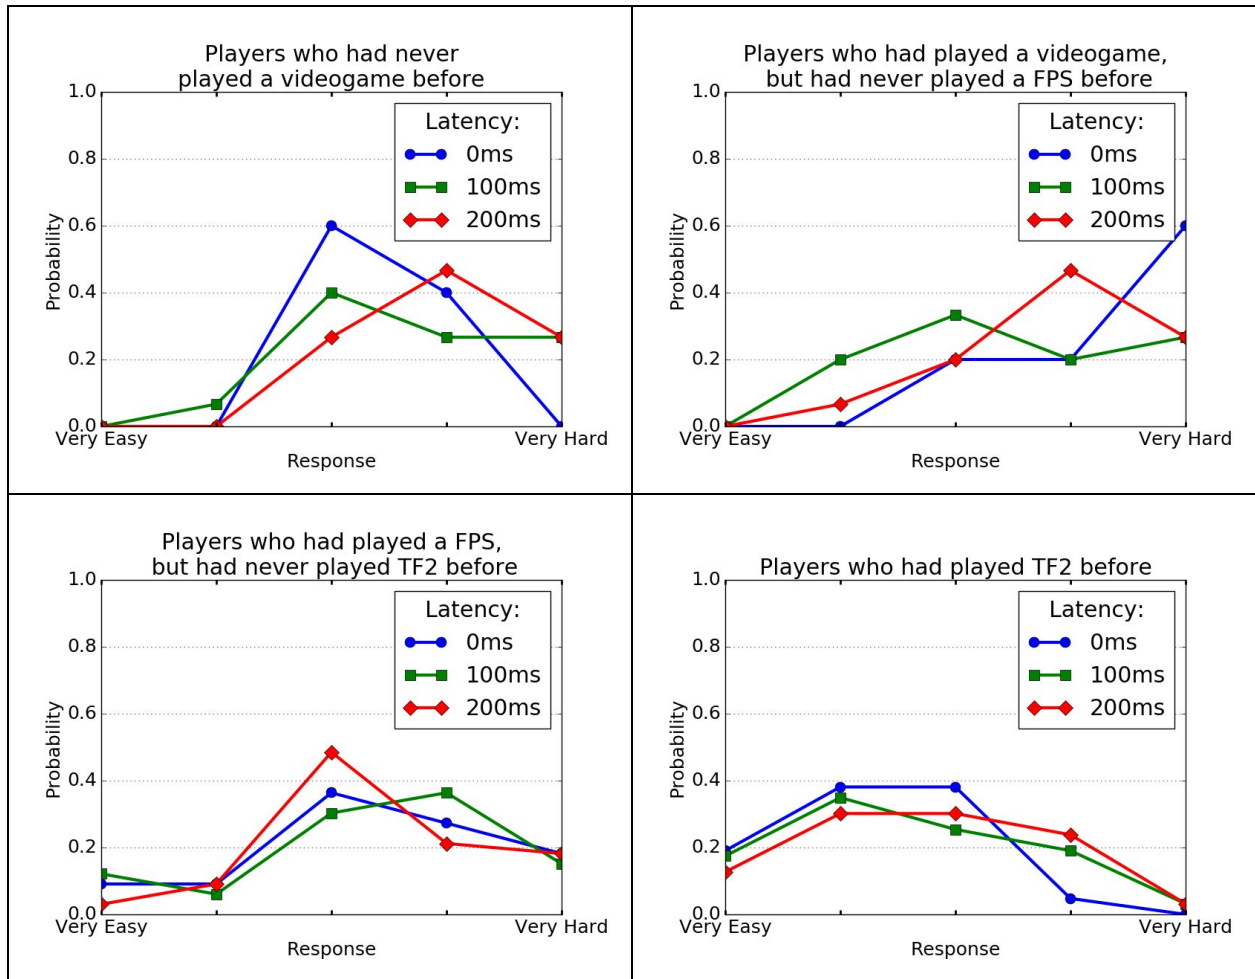 Players who had never
played a videogame before
1.0
0.8
0.6
0.4
0.2
0.0
Probability
Latency:
0ms
100ms
200ms
Very Easy
Very Hard
Response
Players who had played a videogame,
but had never played a FPS before
1.0
0.8
0.6
0.4
0.2
0.0
Probability
Latency:
0ms
100ms
200ms
Very Easy
Very Hard
Response
Players who had played a FPS,
but had never played TF2 before
1.0
0.8
0.6
0.4
0.2
0.0
Probability
Latency:
0ms
100ms
200ms
Very Easy
Very Hard
Response
Players who had played TF2 before
1.0
0.8
0.6
0.4
0.2
0.0
Probability
Latency:
0ms
100ms
200ms
Very Easy
Very Hard
Response